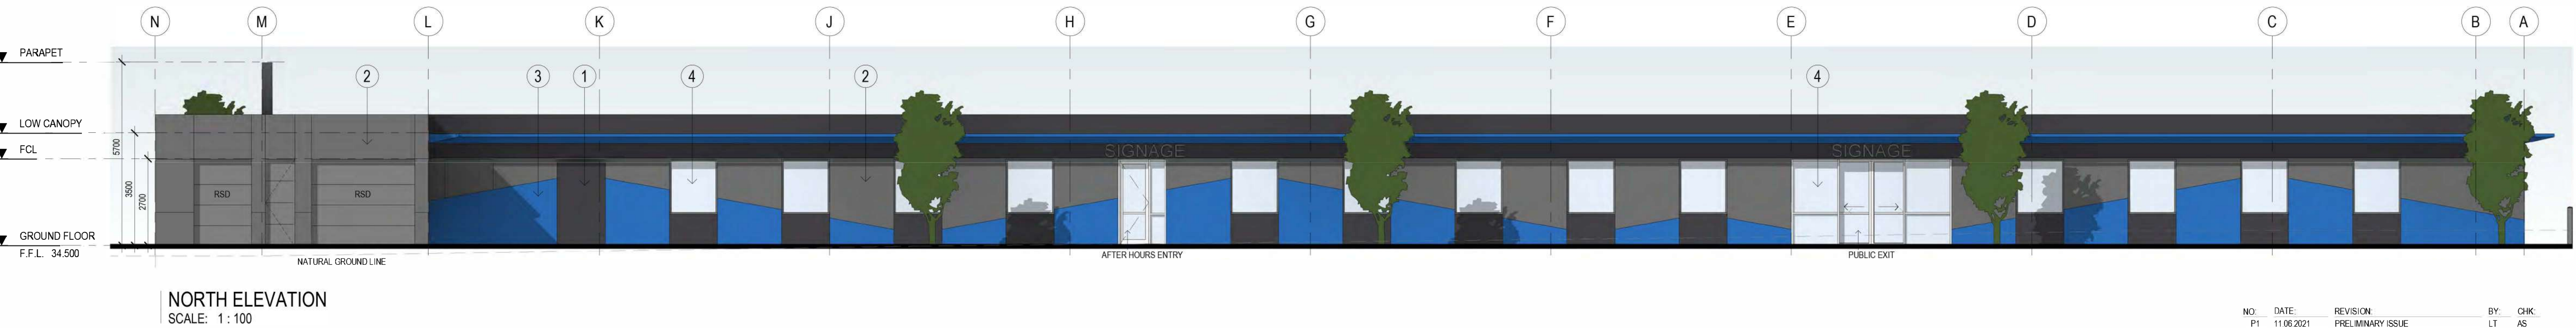 N M L K J H G F E D C B A
PARAPET
2 3 1 4 2 4
LOW CANOPY
FCL
5700
3500
2700
SIGNAGE SIGNAGE
RSD RSD
GROUND FLOOR
F.F.L. 34.500
NATURAL GROUND LINE
AFTER HOURS ENTRY
PUBLIC EXIT
NORTH ELEVATION
SCALE: 1 : 100
NO: DATE: REVISION: BY: CHK:
P1 11.06.2021 PRELIMINARY ISSUE LT AS